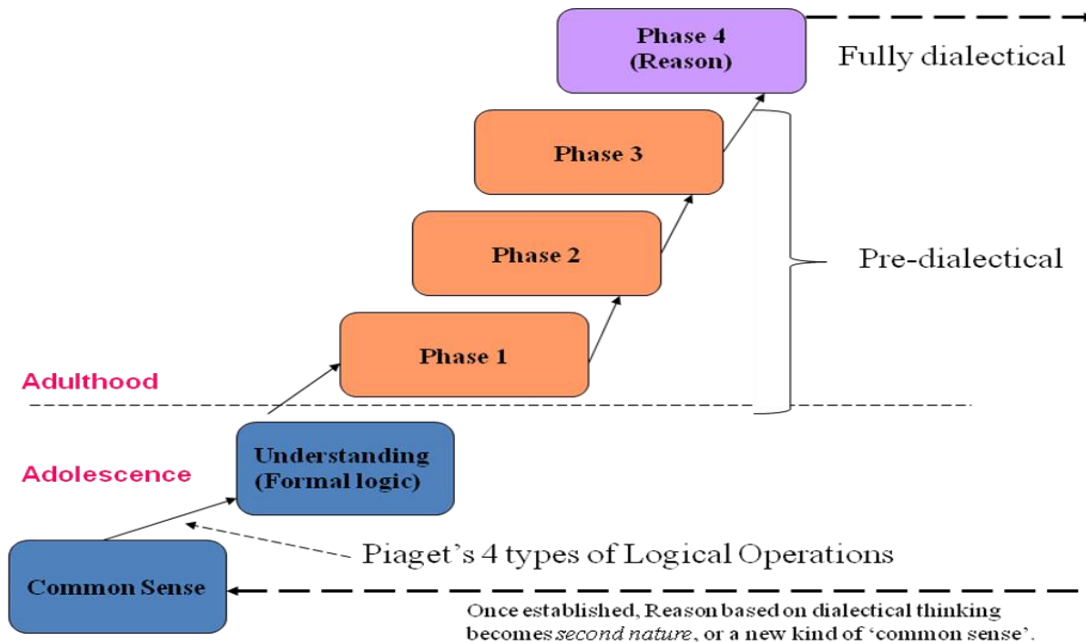 Phase 4
(Reason)
Fully dialectical
Phase 3
Phase 2
Pre-dialectical
Phase 1
Adulthood
Understanding
(Formal logic)
Adolescence
Piaget's 4 types of Logical Operations
Common Sense
Once established, Reason based on dialectical thinking
becomes second nature, or a new kind of 'common sense'.